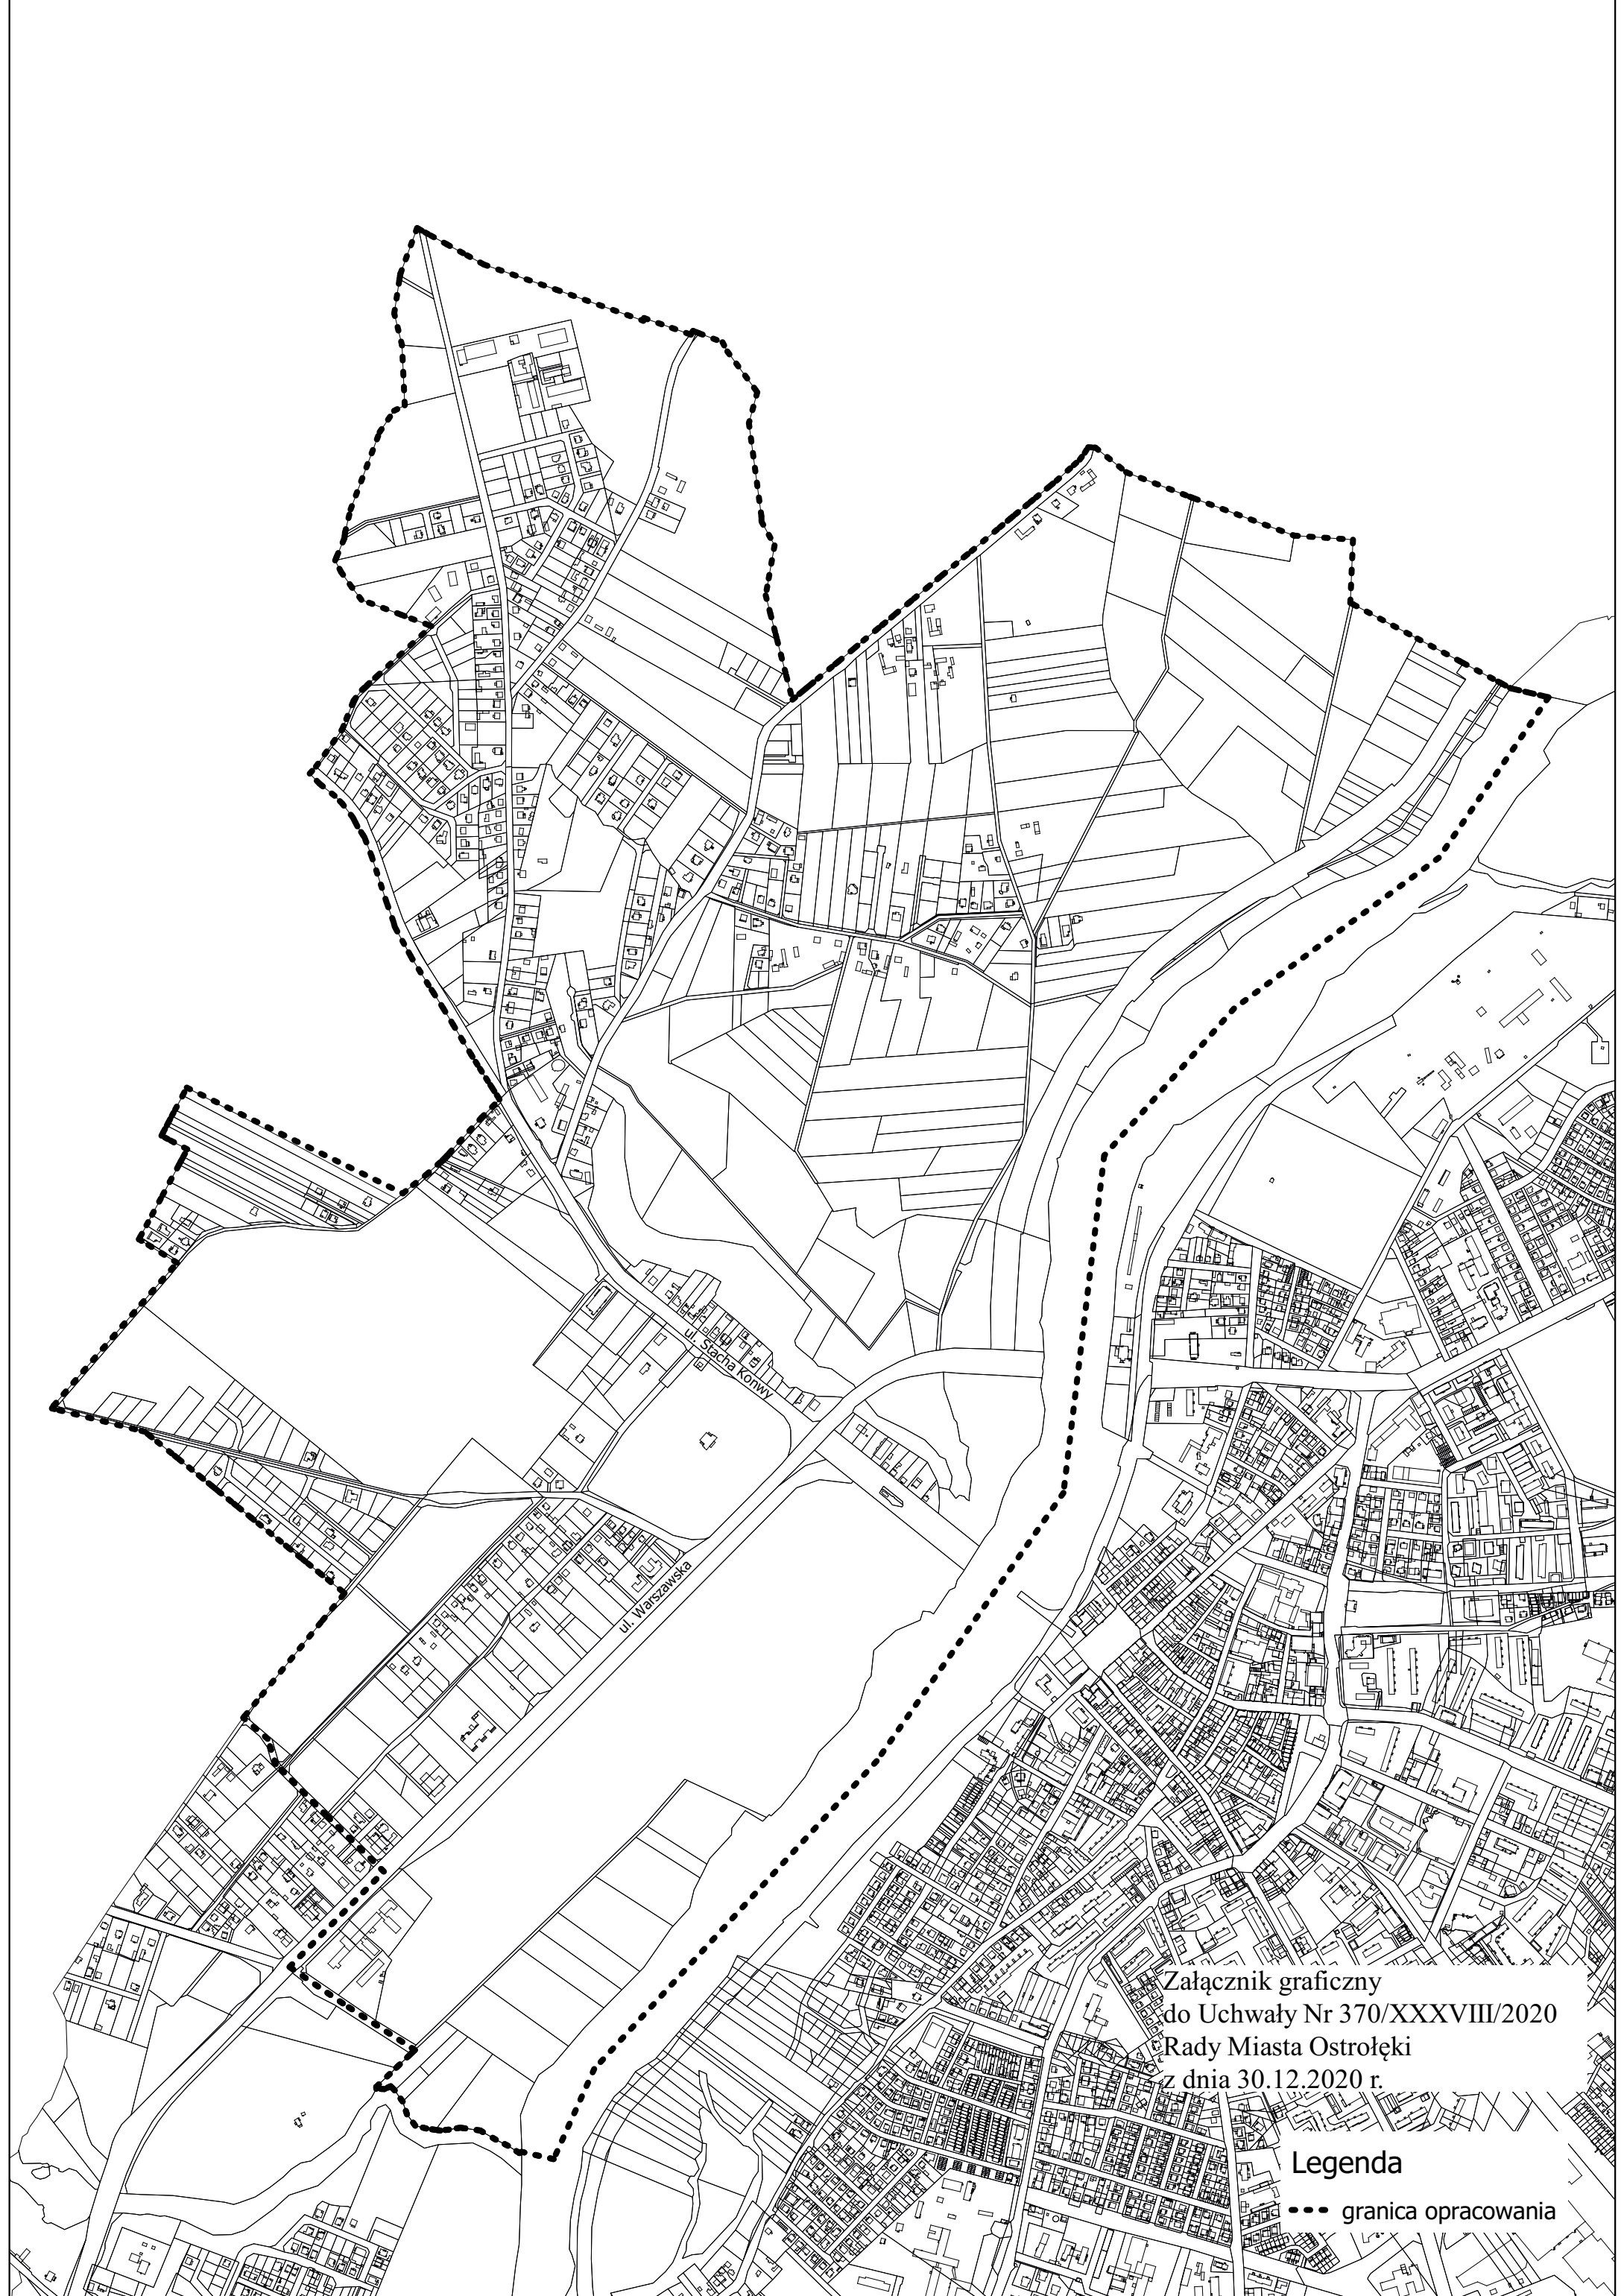 ul. Stacha Konwy
ul. Warszawska
Załącznik graficzny
do Uchwały Nr 370/XXXVIII/2020
Rady Miasta Ostrołęki
z dnia 30.12.2020 r.
Legenda
granica opracowania